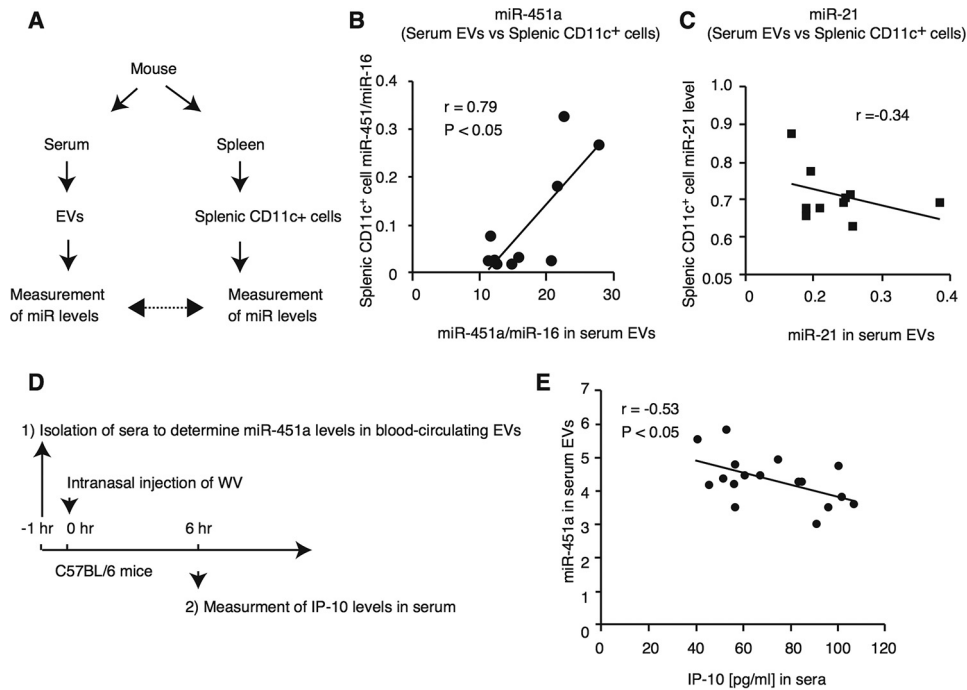 A
Mouse
Serum
Spleen
EVs
Splenic CD11c+ cells
Measurement
of miR levels
Measurement
of miR levels
B
miR-451a
(Serum EVs vs Splenic CD11c⁺ cells)
Splenic CD11c⁺ cell miR-451/miR-16
0.4
0.3
0.2
0.1
0
r = 0.79
P < 0.05
0
10
20
30
miR-451a/miR-16 in serum EVs
C
miR-21
(Serum EVs vs Splenic CD11c⁺ cells)
Splenic CD11c⁺ cell miR-21 level
1.0
0.9
0.8
0.7
0.6
0.05
r =-0.34
0
0.2
0.3
0.4
miR-21 in serum EVs
D
1) Isolation of sera to determine miR-451a levels in blood-circulating EVs
Intranasal injection of WV
-1 hr
0 hr
6 hr
C57BL/6 mice
2) Measurment of IP-10 levels in serum
E
miR-451a in serum EVs
7
6
5
4
3
2
1
0
r = -0.53
P < 0.05
0
20
40
60
80
100
120
IP-10 [pg/ml] in sera